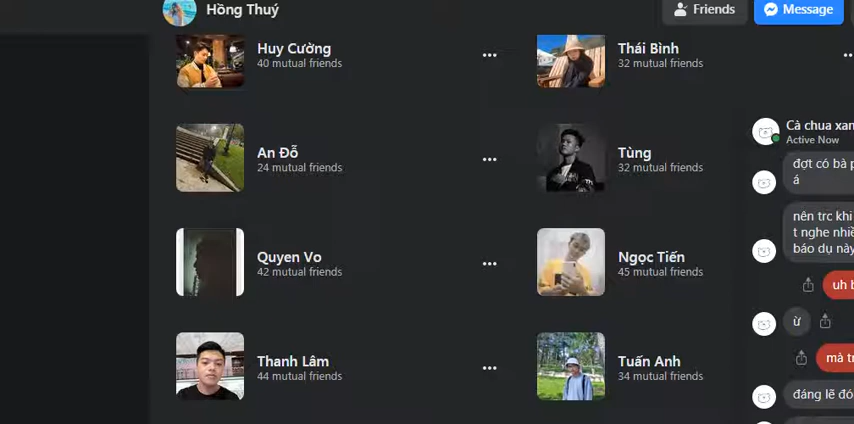 Hồng Thuý
Friends
Message
Huy Cường
40 mutual friends
Thái Bình
32 mutual friends
An Đỗ
24 mutual friends
Tùng
32 mutual friends
Quyen Vo
42 mutual friends
Ngọc Tiến
45 mutual friends
Thanh Lâm
44 mutual friends
Tuấn Anh
34 mutual friends
Cà chua xan
Active Now
đợt có bà p
á
nên trc khi
t nghe nhiề
báo dụ này
uh b
ừ
mà tr
đáng lẽ đó